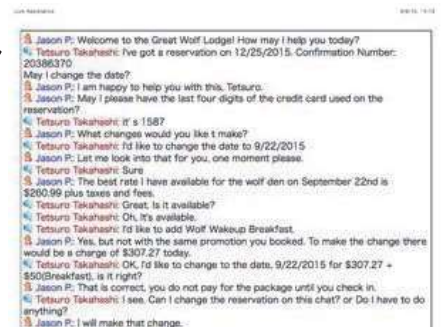 Jason P.: Welcome to the Great Wolf Lodge! How may I help you today?
Tetsuro Takahashi: I've got a reservation on 12/25/2015. Confirmation Number:
20386370
May I change the date?
Jason P.: I am happy to help you with this, Tetsuro.
Jason P.: May I please have the last four digits of the credit card used on the
reservation?
Tetsuro Takahashi: it' s 1587
Jason P.: What changes would you like t make?
Tetsuro Takahashi: I'd like to change the date to 9/22/2015
Jason P.: Let me look into that for you, one moment please.
Tetsuro Takahashi: Sure
Jason P.: The best rate I have available for the wolf den on September 22nd is
$260.99 plus taxes and fees.
Tetsuro Takahashi: Great, Is it available?
Tetsuro Takahashi: Oh, It's available.
Tetsuro Takahashi: I'd like to add Wolf Wakeup Breakfast.
Jason P.: Yes, but not with the same promotion you booked. To make the change there
would be a charge of $307.27 today.
Tetsuro Takahashi: OK, I'd like to change to the date, 9/22/2015 for $307.27 +
$50(Breakfast), is it right?
Jason P.: That is correct, you do not pay for the package until you check in.
Tetsuro Takahashi: I see. Can I change the reservation on this chat? or Do I have to do
anything?
Jason P.: I will make that change.